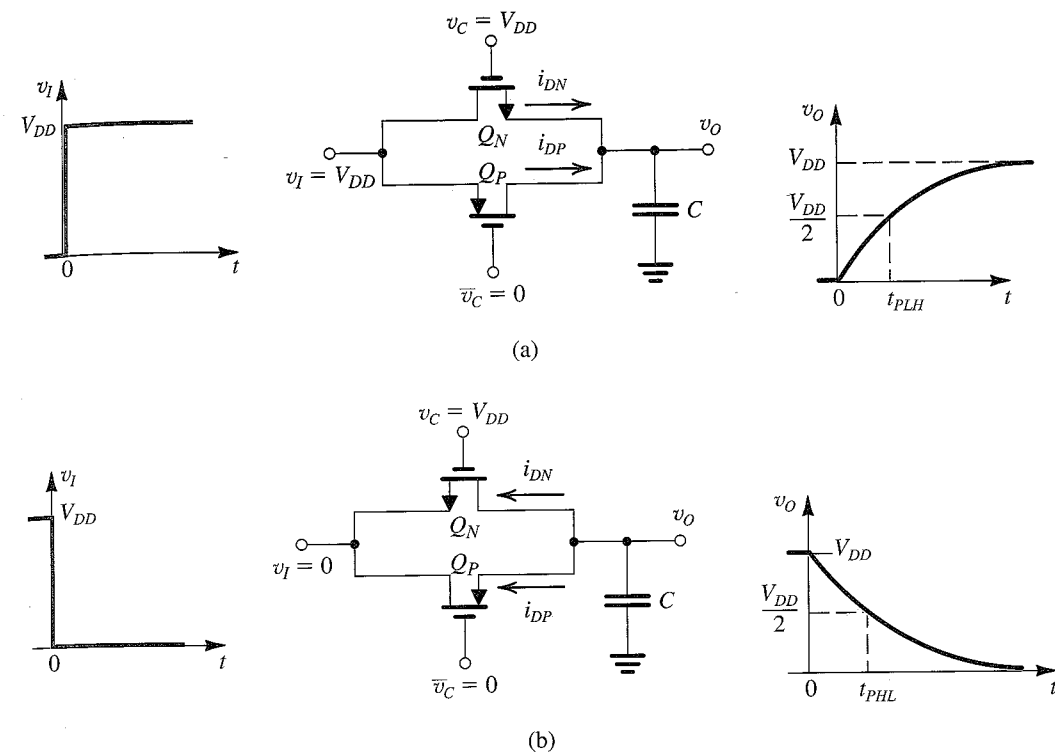 v_C = V_DD
v_I
V_DD
0
t
i_DN
Q_N
i_DP
Q_P
v_I = V_DD
v_O
C
v̄_C = 0
v_O
V_DD
V_DD/2
0
t_PLH
t
(a)
v_C = V_DD
v_I
V_DD
0
t
i_DN
Q_N
v_O
Q_P
v_I = 0
i_DP
C
v̄_C = 0
v_O
V_DD
V_DD/2
0
t_PHL
t
(b)